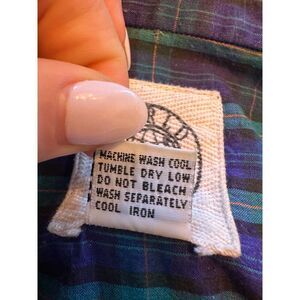 MACHINE WASH COOL
TUMBLE DRY LOW
DO NOT BLEACH
WASH SEPARATELY
COOL IRON